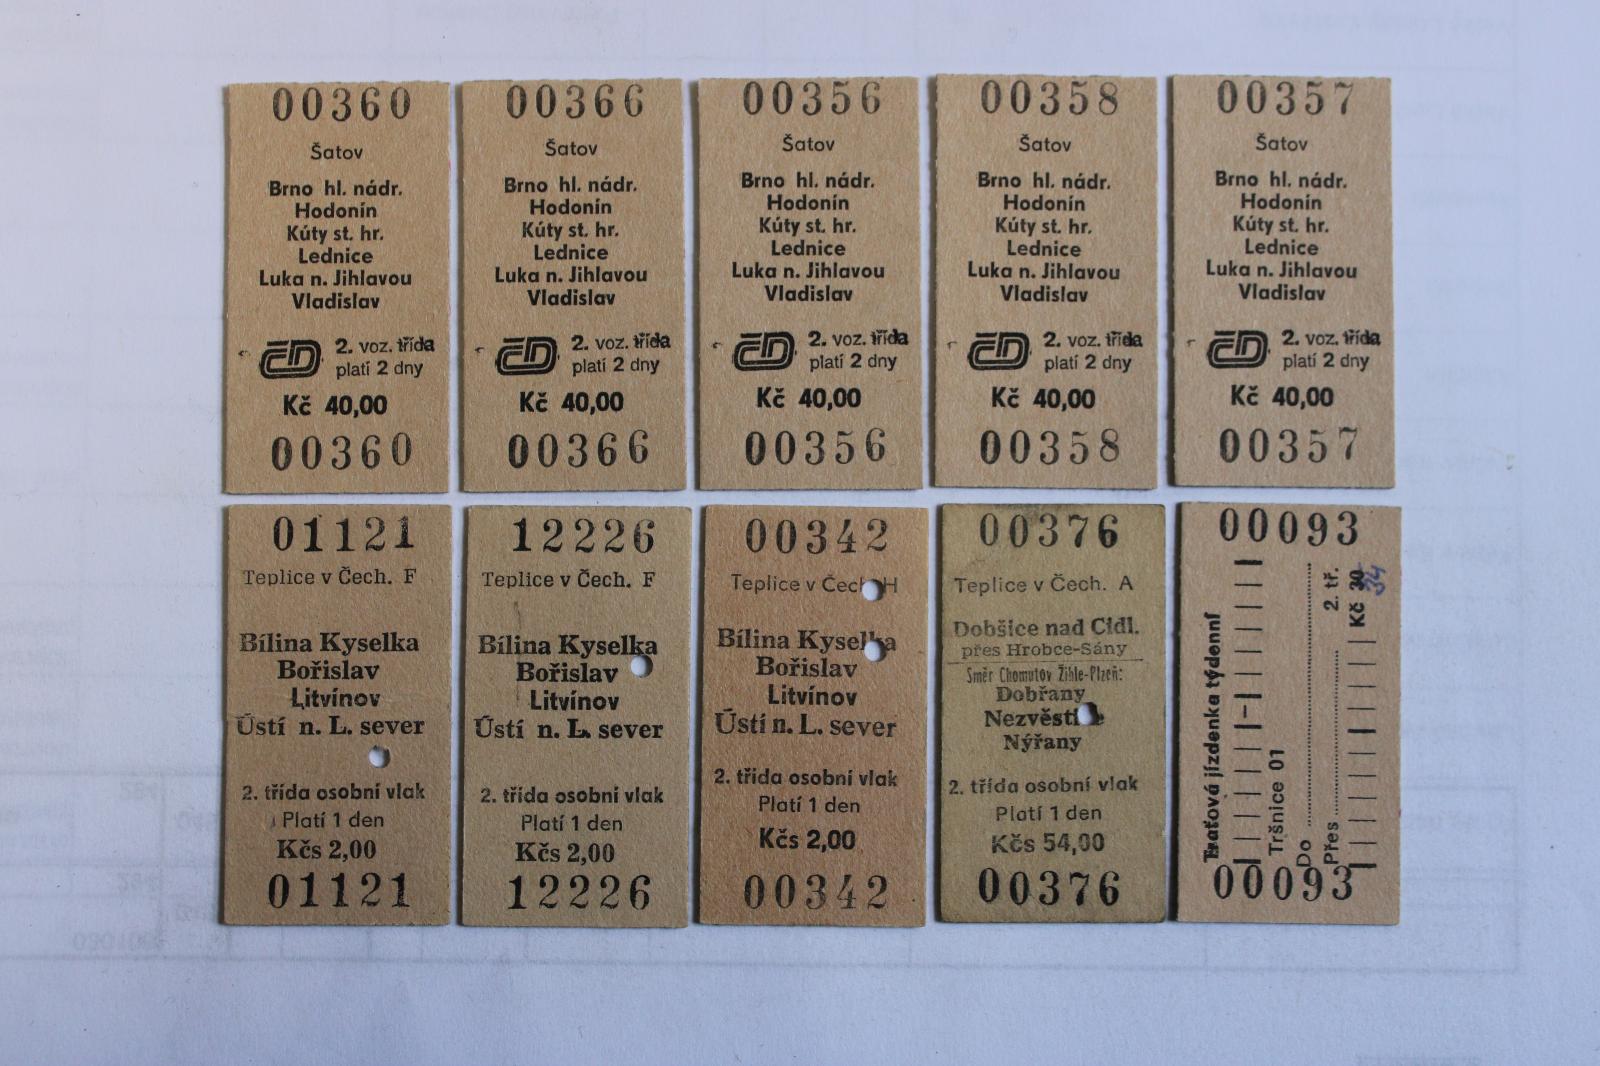 00360
Šatov
Brno hl. nádr.
Hodonín
Kúty st. hr.
Lednice
Luka n. Jihlavou
Vladislav
ČD 2. voz. třída
platí 2 dny
Kč 40,00
00360
00366
Šatov
Brno hl. nádr.
Hodonín
Kúty st. hr.
Lednice
Luka n. Jihlavou
Vladislav
ČD 2. voz. třída
platí 2 dny
Kč 40,00
00366
00356
Šatov
Brno hl. nádr.
Hodonín
Kúty st. hr.
Lednice
Luka n. Jihlavou
Vladislav
ČD 2. voz. třída
platí 2 dny
Kč 40,00
00356
00358
Šatov
Brno hl. nádr.
Hodonín
Kúty st. hr.
Lednice
Luka n. Jihlavou
Vladislav
ČD 2. voz. třída
platí 2 dny
Kč 40,00
00358
00357
Šatov
Brno hl. nádr.
Hodonín
Kúty st. hr.
Lednice
Luka n. Jihlavou
Vladislav
ČD 2. voz. třída
platí 2 dny
Kč 40,00
00357
01121
Teplice v Čech. F
Bílina Kyselka
Bořislav
Litvínov
Ústí n. L. sever
2. třída osobní vlak
Platí 1 den
Kčs 2,00
01121
12226
Teplice v Čech. F
Bílina Kyselka
Bořislav
Litvínov
Ústí n. L. sever
2. třída osobní vlak
Platí 1 den
Kčs 2,00
12226
00342
Teplice v Čech. H
Bílina Kyselka
Bořislav
Litvínov
Ústí n. L. sever
2. třída osobní vlak
Platí 1 den
Kčs 2,00
00342
00376
Teplice v Čech. A
Dobšice nad Cidl.
přes Hrobce-Sány
Směr Chomutov Žihle-Plzeň:
Dobřany
Nezvěstice
Nýřany
2. třída osobní vlak
Platí 1 den
Kčs 54,00
00376
00093
Traťová jízdenka týdenní
Tršnice 01
Do
Přes 2. tř.
Kč 30
34
00093